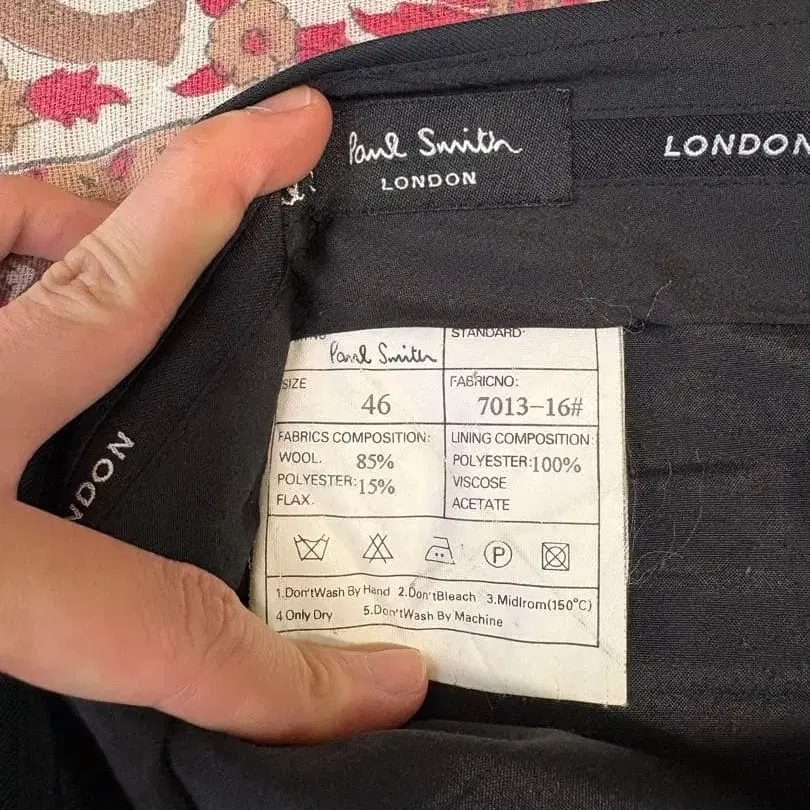 Paul Smith
LONDON
LONDON
LONDON
STANDARD:
Paul Smith
SIZE
46
FABRICNO:
7013-16#
FABRICS COMPOSITION:
WOOL. 85%
POLYESTER: 15%
FLAX.
LINING COMPOSITION:
POLYESTER:100%
VISCOSE
ACETATE
P
1.Don'tWash By Hend 2.Don'tBleach 3.MidIrom(150°C)
4 Only Dry 5.Don'tWash By Machine